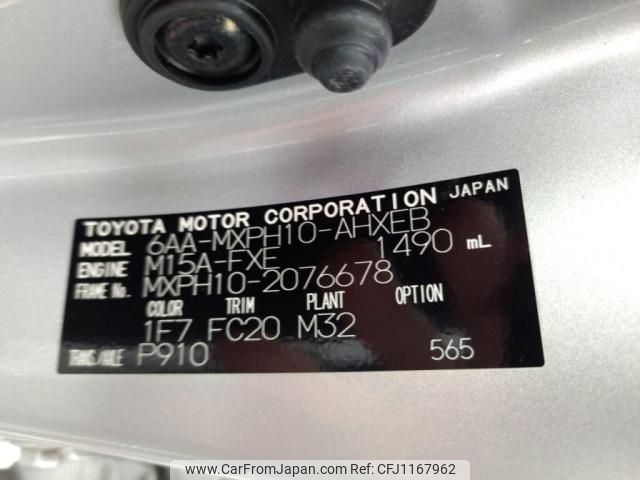 TOYOTA MOTOR CORPORATION JAPAN
MODEL 6AA-MXPH10-AHXEB
ENGINE M15A-FXE 1490 mL
FRAME No. MXPH10-2076678
COLOR TRIM PLANT OPTION
1F7 FC20 M32
TRANS/AXLE P910 565
www.CarFromJapan.com CFJ1167962